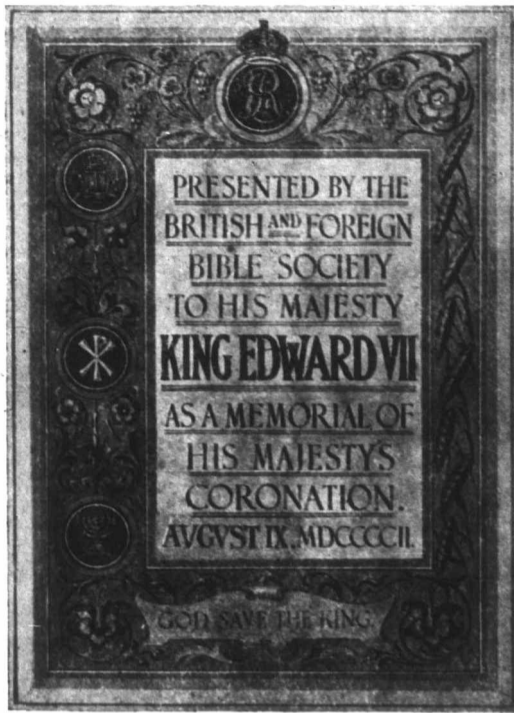 PRESENTED BY THE
BRITISH AND FOREIGN
BIBLE SOCIETY
TO HIS MAJESTY
KING EDWARD VII
AS A MEMORIAL OF
HIS MAJESTY'S
CORONATION.
AVGVST IX. MDCCCCII.
GOD SAVE THE KING.